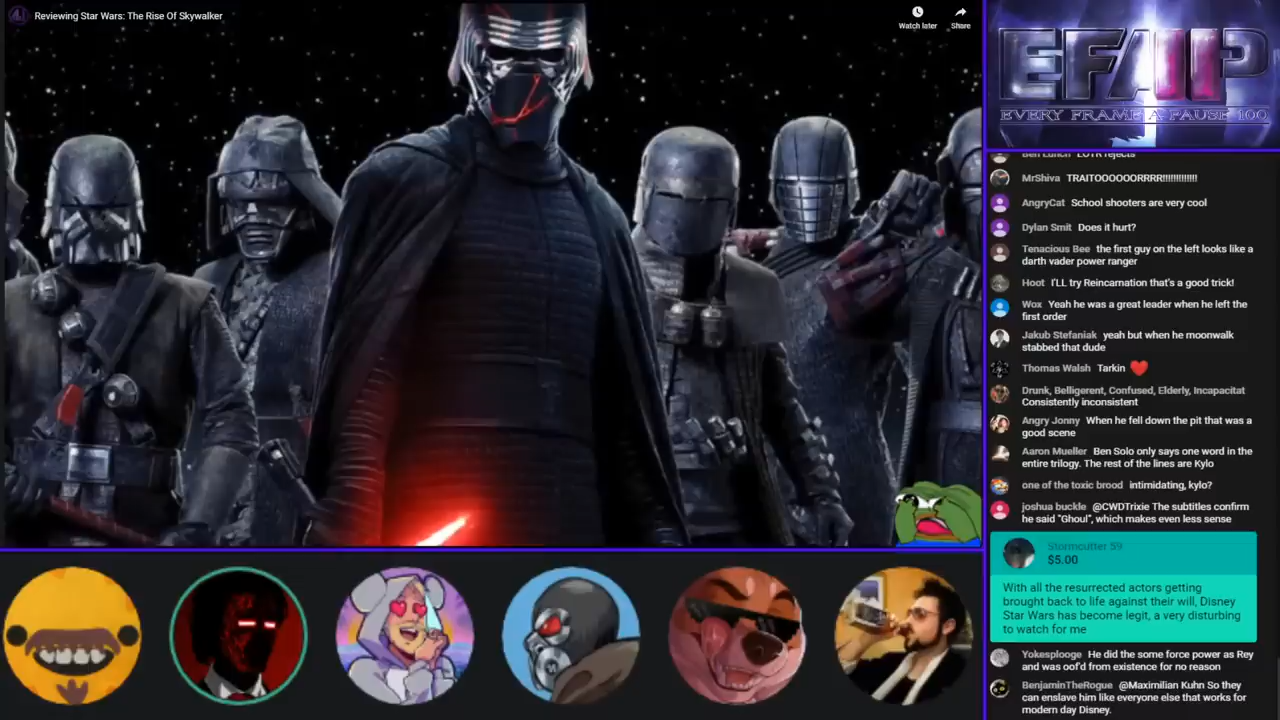 Reviewing Star Wars: The Rise Of Skywalker
Watch later
Share
EFAP
EVERY FRAME A PAUSE 100
Ben Lunch LOTR rejects
MrShiva TRAITOOOOORRRR!!!!!!!!!!!!!
AngryCat School shooters are very cool
Dylan Smit Does it hurt?
Tenacious Bee the first guy on the left looks like a
darth vader power ranger
Hoot I'LL try Reincarnation that's a good trick!
Wox Yeah he was a great leader when he left the
first order
Jakub Stefaniak yeah but when he moonwalk
stabbed that dude
Thomas Walsh Tarkin ❤️
Drunk, Belligerent, Confused, Elderly, Incapacitat
Consistently inconsistent
Angry Jonny When he fell down the pit that was a
good scene
Aaron Mueller Ben Solo only says one word in the
entire trilogy. The rest of the lines are Kylo
one of the toxic brood intimidating, kylo?
joshua buckle @CWDTrixie The subtitles confirm
he said "Ghoul", which makes even less sense
Stormcutter 59
$5.00
With all the resurrected actors getting
brought back to life against their will, Disney
Star Wars has become legit, a very disturbing
to watch for me
Yokesplooge He did the some force power as Rey
and was oof'd from existence for no reason
BenjaminTheRogue @Maximilian Kuhn So they
can enslave him like everyone else that works for
modern day Disney.